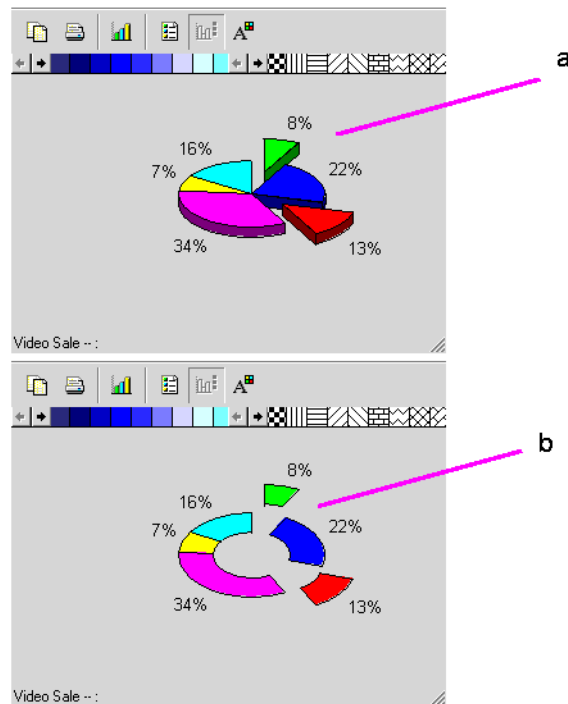 A
a
8%
16%
22%
7%
34%
13%
Video Sale -- :
A
b
8%
16%
22%
7%
34%
13%
Video Sale -- :